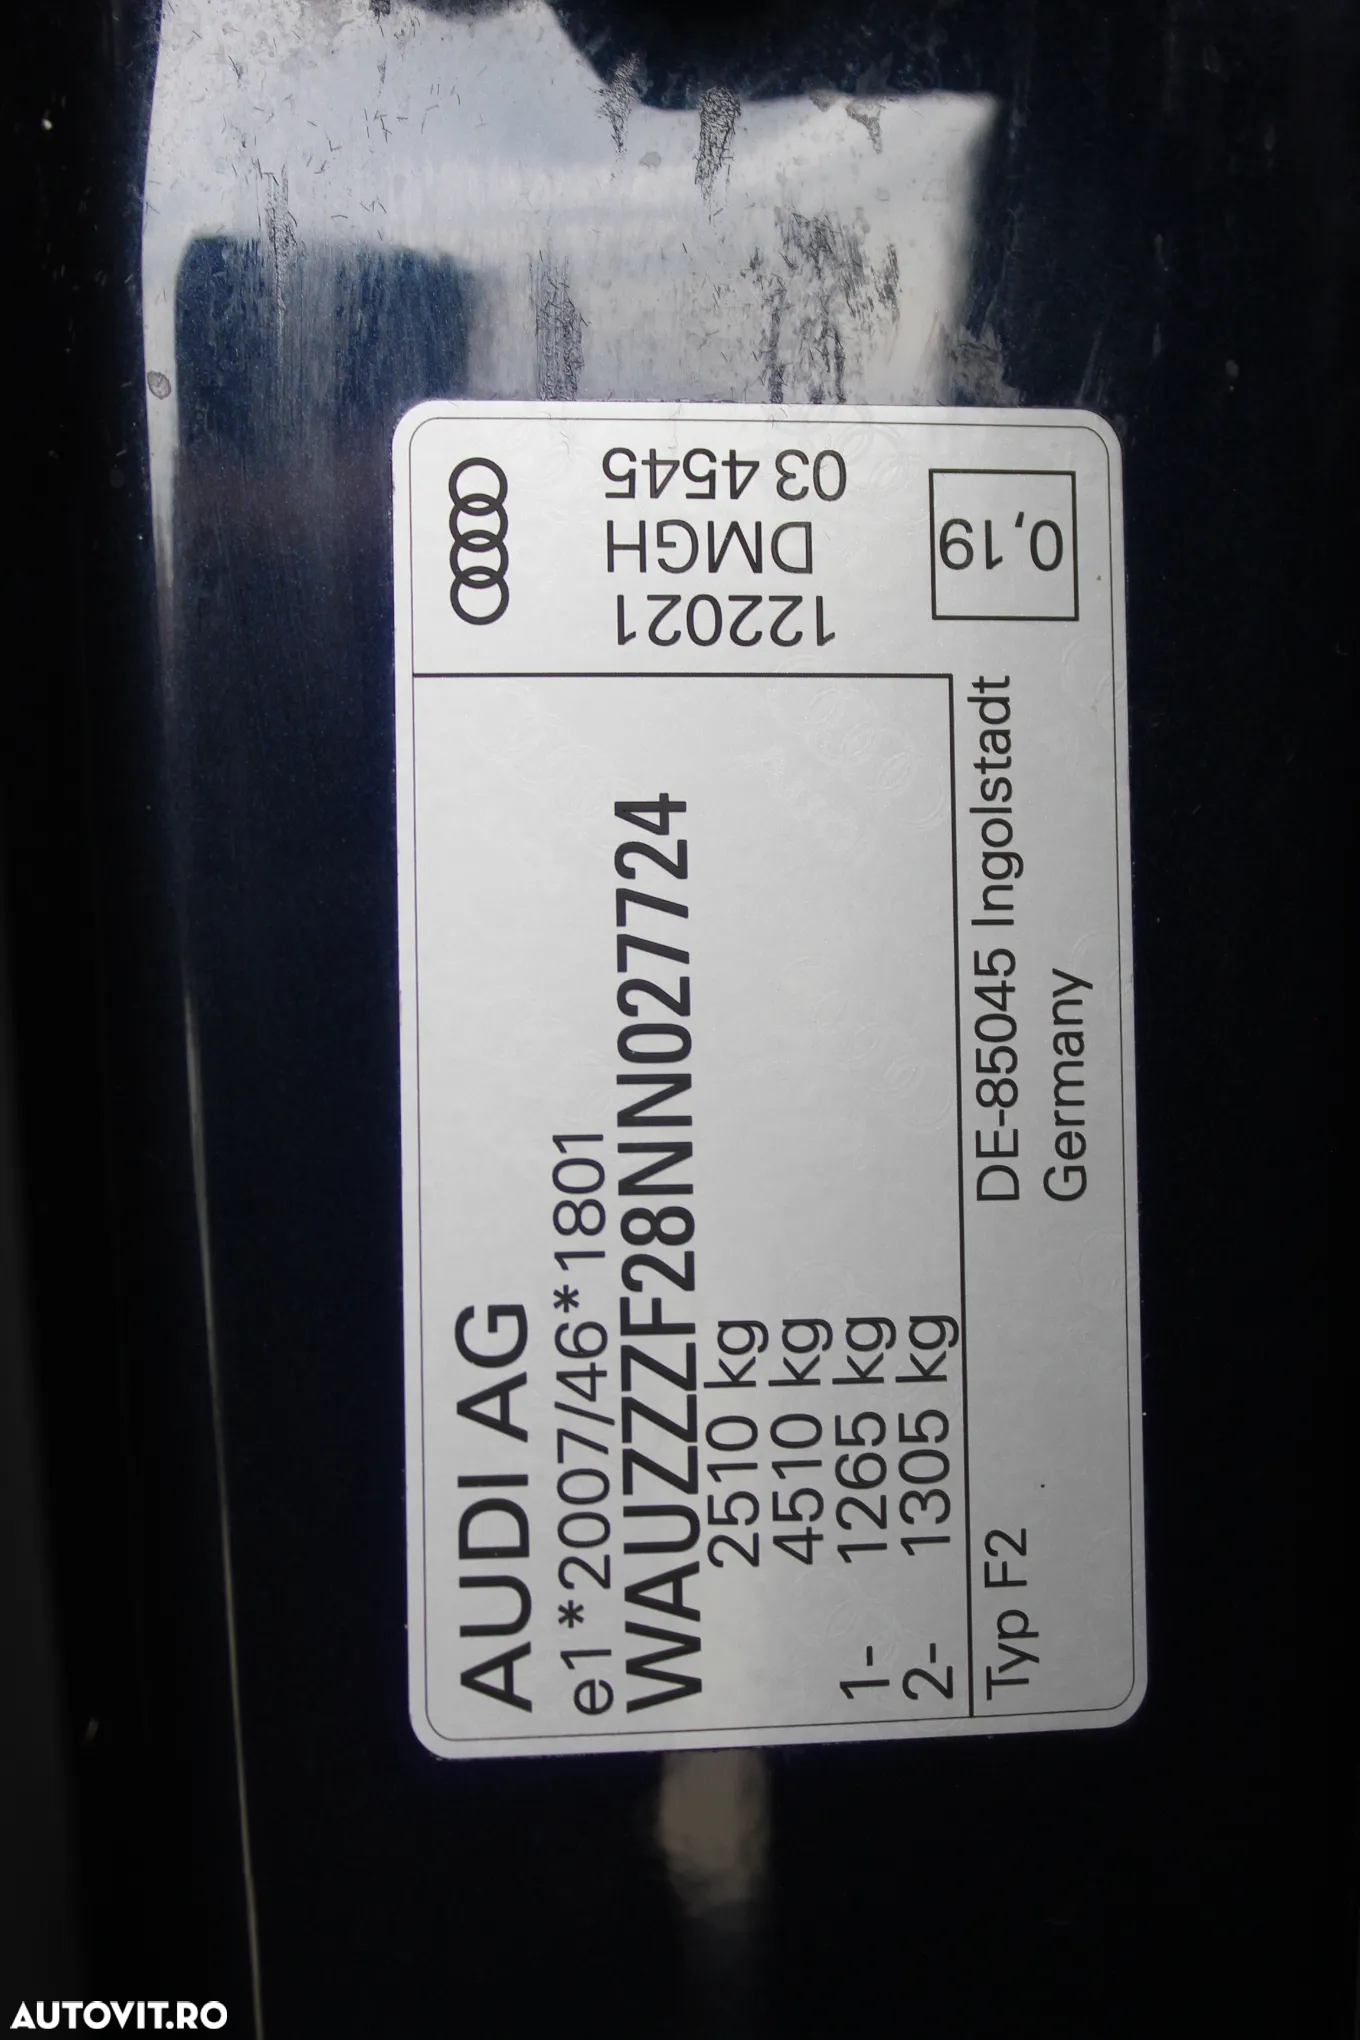 AUDI AG
e1*2007/46*1801
WAUZZZF28NN027724
2510 kg
4510 kg
1- 1265 kg
2- 1305 kg
Typ F2
DE-85045 Ingolstadt
Germany
122021
DMGH
03 4545
0,19
AUTOVIT.RO